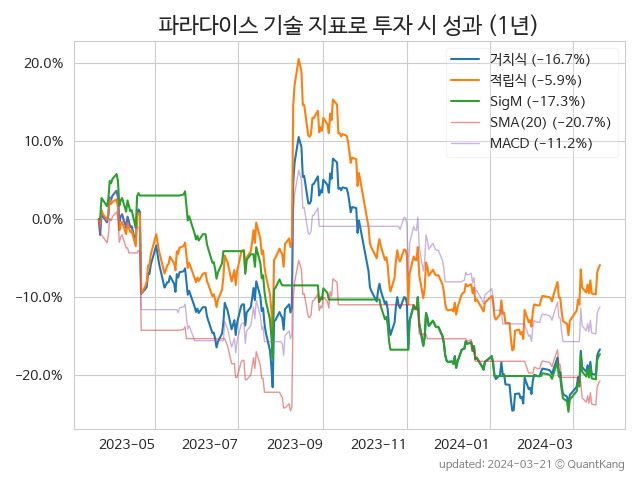 파라다이스 기술 지표로 투자 시 성과 (1년)
20.0%
10.0%
0.0%
−10.0%
−20.0%
거치식 (−16.7%)
적립식 (−5.9%)
SigM (−17.3%)
SMA(20) (−20.7%)
MACD (−11.2%)
2023-05 2023-07 2023-09 2023-11 2024-01 2024-03
updated: 2024-03-21 © QuantKang